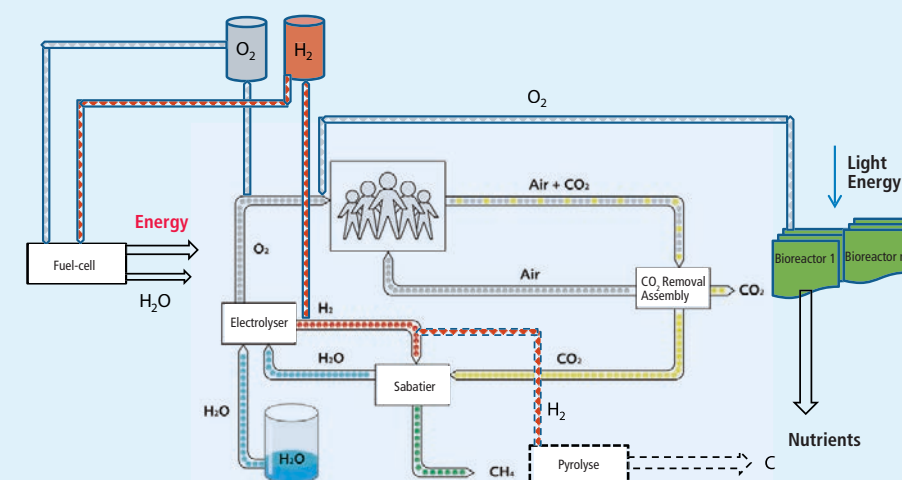 O₂
H₂
O₂
Light
Energy
Air + CO₂
Energy
Bioreactor 1
Bioreactor n
Fuel-cell
O₂
Air
CO₂ Removal
Assembly
CO₂
H₂O
H₂
Electrolyser
H₂O
CO₂
Sabatier
H₂O
H₂
Nutrients
H₂O
CH₄
Pyrolyse
C